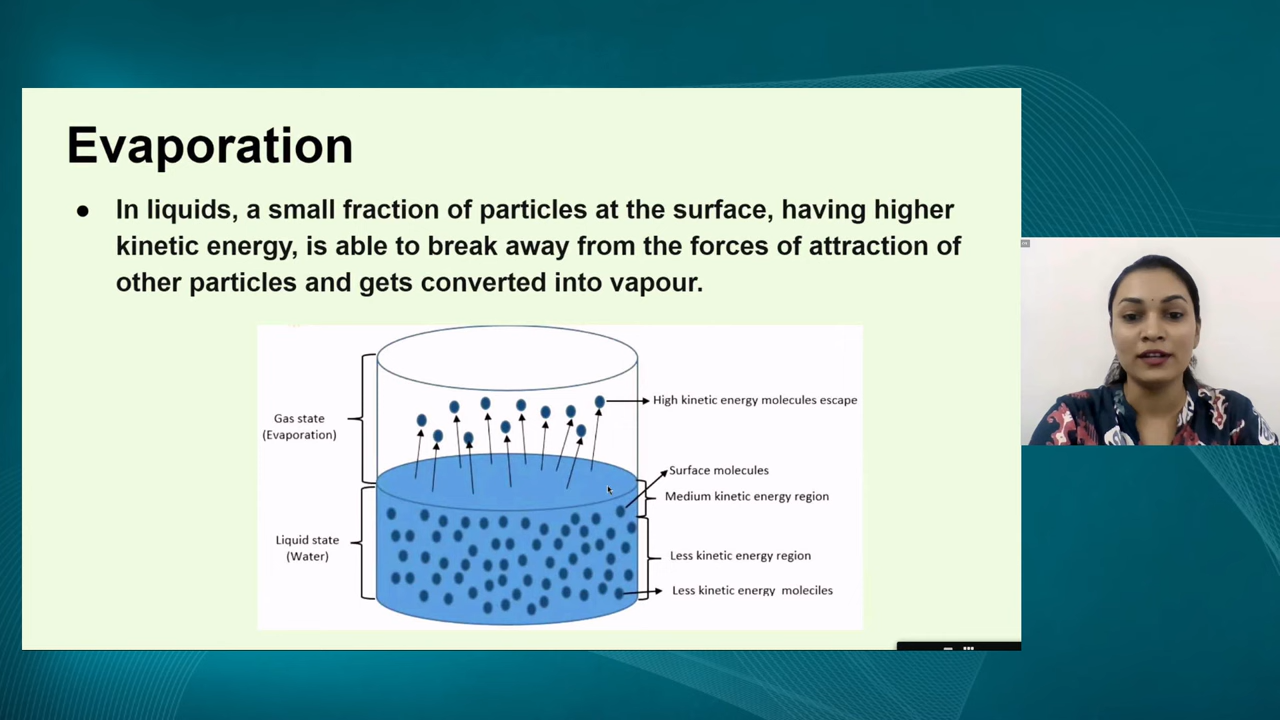 Evaporation
● In liquids, a small fraction of particles at the surface, having higher
kinetic energy, is able to break away from the forces of attraction of
other particles and gets converted into vapour.
Gas state
(Evaporation)
High kinetic energy molecules escape
Surface molecules
Medium kinetic energy region
Liquid state
(Water)
Less kinetic energy region
Less kinetic energy moleciles